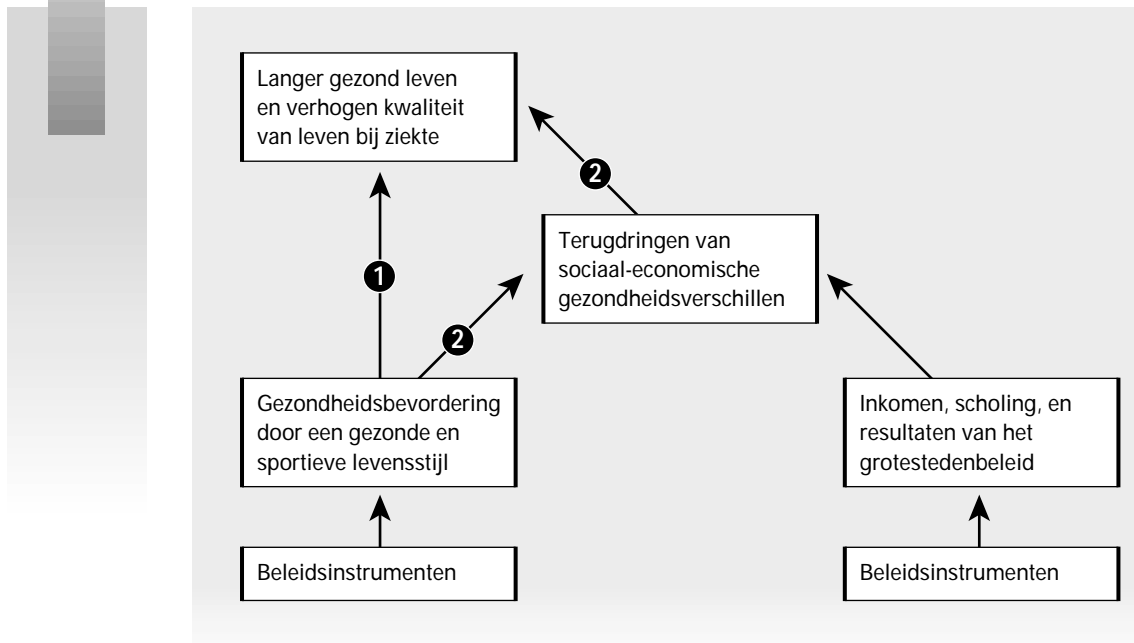 Langer gezond leven
en verhogen kwaliteit
van leven bij ziekte
2
Terugdringen van
sociaal-economische
gezondheidsverschillen
1
2
Gezondheidsbevordering
door een gezonde en
sportieve levensstijl
Inkomen, scholing, en
resultaten van het
grotestedenbeleid
Beleidsinstrumenten
Beleidsinstrumenten